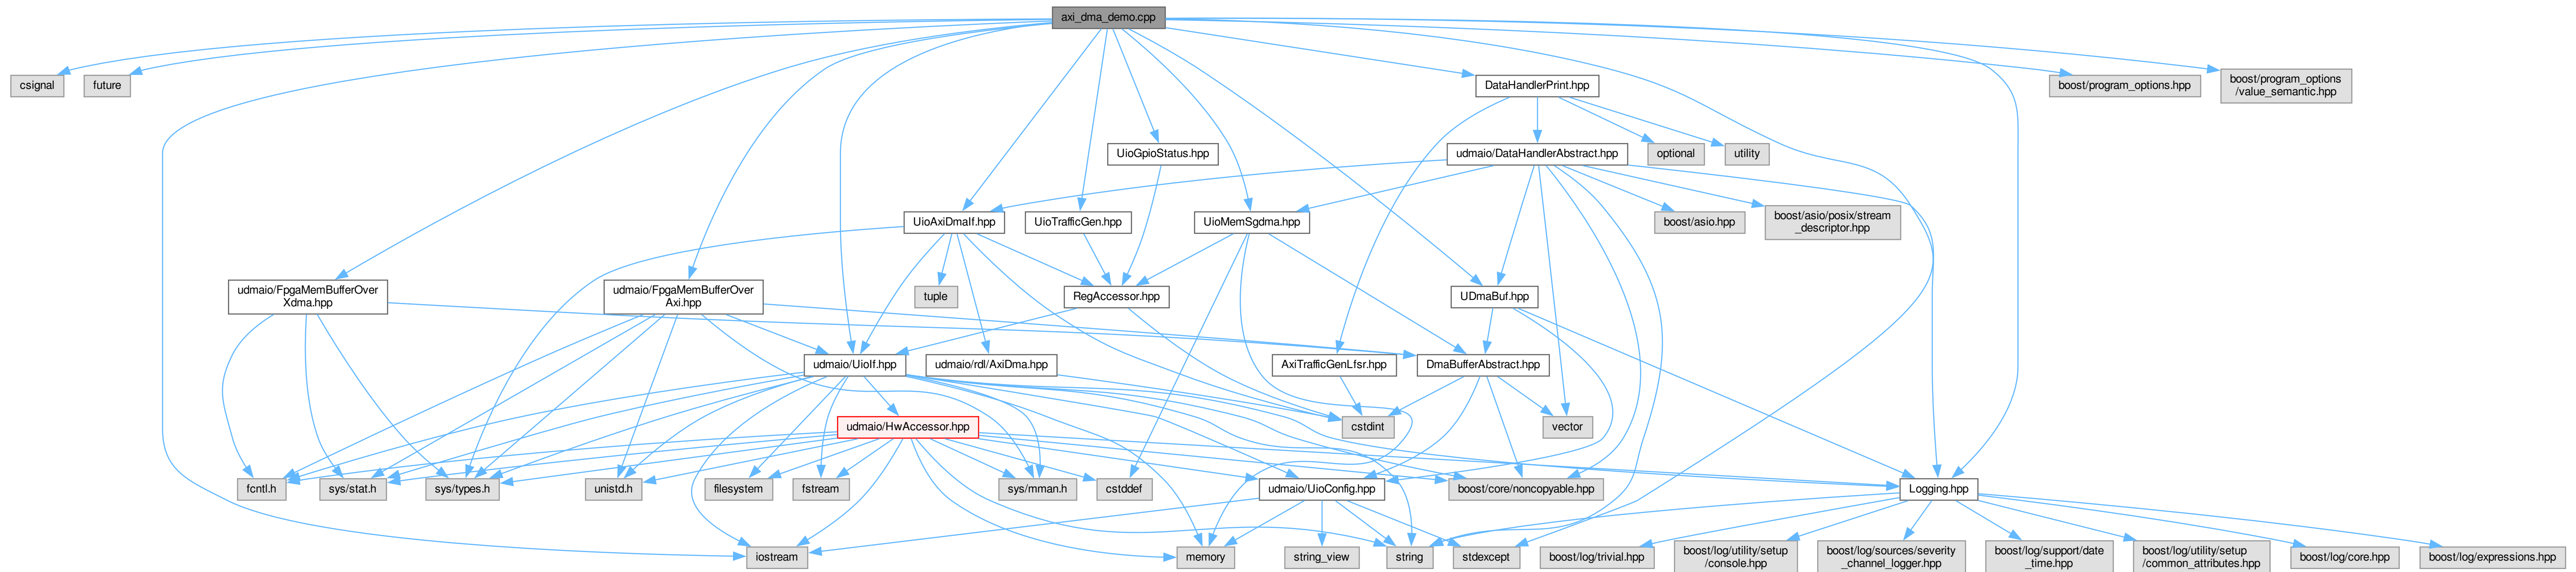 axi_dma_demo.cpp
csignal
future
DataHandlerPrint.hpp
boost/program_options.hpp
boost/program_options
/value_semantic.hpp
UioGpioStatus.hpp
udmaio/DataHandlerAbstract.hpp
optional
utility
UioAxiDmaIf.hpp
UioTrafficGen.hpp
UioMemSgdma.hpp
boost/asio.hpp
boost/asio/posix/stream
_descriptor.hpp
udmaio/FpgaMemBufferOver
Xdma.hpp
udmaio/FpgaMemBufferOver
Axi.hpp
tuple
RegAccessor.hpp
UDmaBuf.hpp
udmaio/UioIf.hpp
udmaio/rdl/AxiDma.hpp
AxiTrafficGenLfsr.hpp
DmaBufferAbstract.hpp
udmaio/HwAccessor.hpp
cstdint
vector
fcntl.h
sys/stat.h
sys/types.h
unistd.h
filesystem
fstream
sys/mman.h
cstddef
udmaio/UioConfig.hpp
boost/core/noncopyable.hpp
Logging.hpp
iostream
memory
string_view
string
stdexcept
boost/log/trivial.hpp
boost/log/utility/setup
/console.hpp
boost/log/sources/severity
_channel_logger.hpp
boost/log/support/date
_time.hpp
boost/log/utility/setup
/common_attributes.hpp
boost/log/core.hpp
boost/log/expressions.hpp